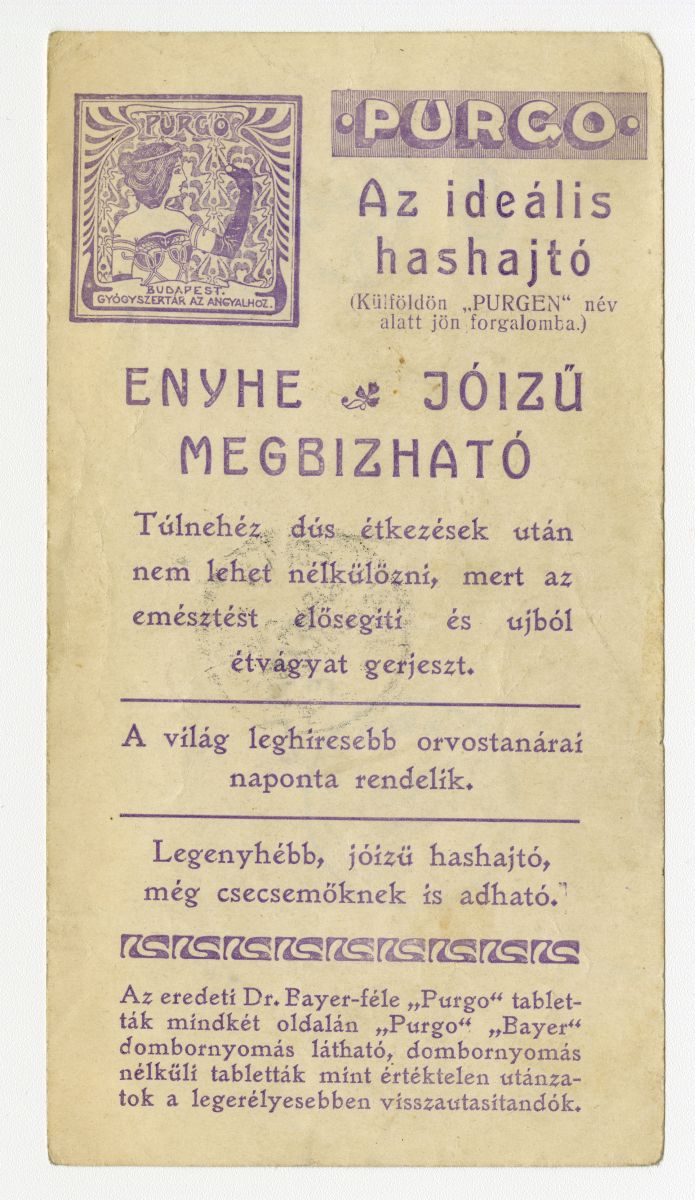 PURGO
BUDAPEST.
GYÓGYSZERTÁR AZ ANGYALHOZ.
·PURGO·
Az ideális
hashajtó
(Külföldön „PURGEN“ név
alatt jön forgalomba.)
ENYHE JÓIZŰ
MEGBIZHATÓ
Túlnehéz dús étkezések után
nem lehet nélkülözni, mert az
emésztést elősegiti és ujból
étvágyat gerjeszt.
A világ leghiresebb orvostanárai
naponta rendelik.
Legenyhébb, jóizü hashajtó,
még csecsemőknek is adható.
Az eredeti Dr. Bayer-féle „Purgo“ tablet-
ták mindkét oldalán „Purgo“ „Bayer“
dombornyomás látható, dombornyomás
nélküli tabletták mint értéktelen utánza-
tok a legerélyesebben visszautasitandók.